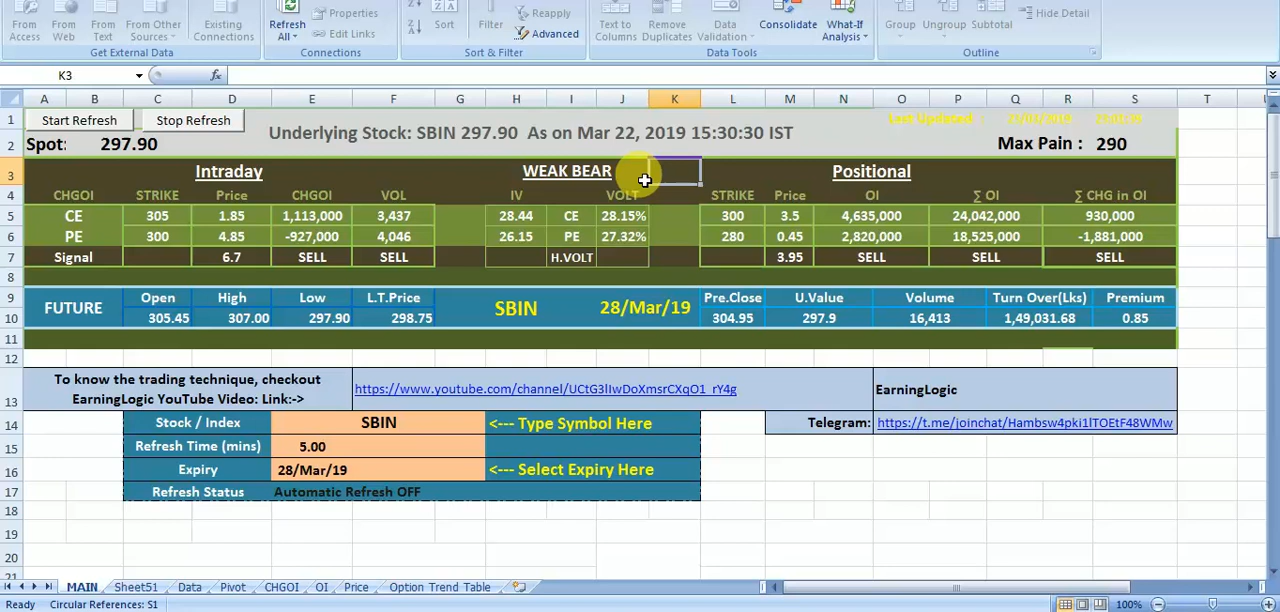 From Access From Web From Text From Other Sources Existing Connections Refresh All Properties Edit Links Sort Filter Reapply Advanced Text to Columns Remove Duplicates Data Validation Consolidate What-If Analysis Group Ungroup Subtotal Hide Detail
Get External Data Connections Sort & Filter Data Tools Outline
K3 fx
A B C D E F G H I J K L M N O P Q R S T
1 Start Refresh Stop Refresh Underlying Stock: SBIN 297.90 As on Mar 22, 2019 15:30:30 IST Last Updated :
2 Spot: 297.90 Max Pain : 290
3 Intraday WEAK BEAR Positional
4 CHGOI STRIKE Price CHGOI VOL IV VOLT STRIKE Price OI ∑ OI ∑ CHG in OI
5 CE 305 1.85 1,113,000 3,437 28.44 CE 28.15% 300 3.5 4,635,000 24,042,000 930,000
6 PE 300 4.85 -927,000 4,046 26.15 PE 27.32% 280 0.45 2,820,000 18,525,000 -1,881,000
7 Signal 6.7 SELL SELL H.VOLT 3.95 SELL SELL SELL
8
9 FUTURE Open High Low L.T.Price SBIN 28/Mar/19 Pre.Close U.Value Volume Turn Over(Lks) Premium
10 305.45 307.00 297.90 298.75 304.95 297.9 16,413 1,49,031.68 0.85
11
12
13 To know the trading technique, checkout EarningLogic YouTube Video: Link:-> https://www.youtube.com/channel/UCtG3lIwDoXmsrCXqO1_rY4g EarningLogic
14 Stock / Index SBIN <--- Type Symbol Here Telegram: https://t.me/joinchat/Hambsw4pki1lTOEtF48WMw
15 Refresh Time (mins) 5.00
16 Expiry 28/Mar/19 <--- Select Expiry Here
17 Refresh Status Automatic Refresh OFF
18
19
20
MAIN Sheet51 Data Pivot CHGOI OI Price Option Trend Table
Ready Circular References: S1 100%